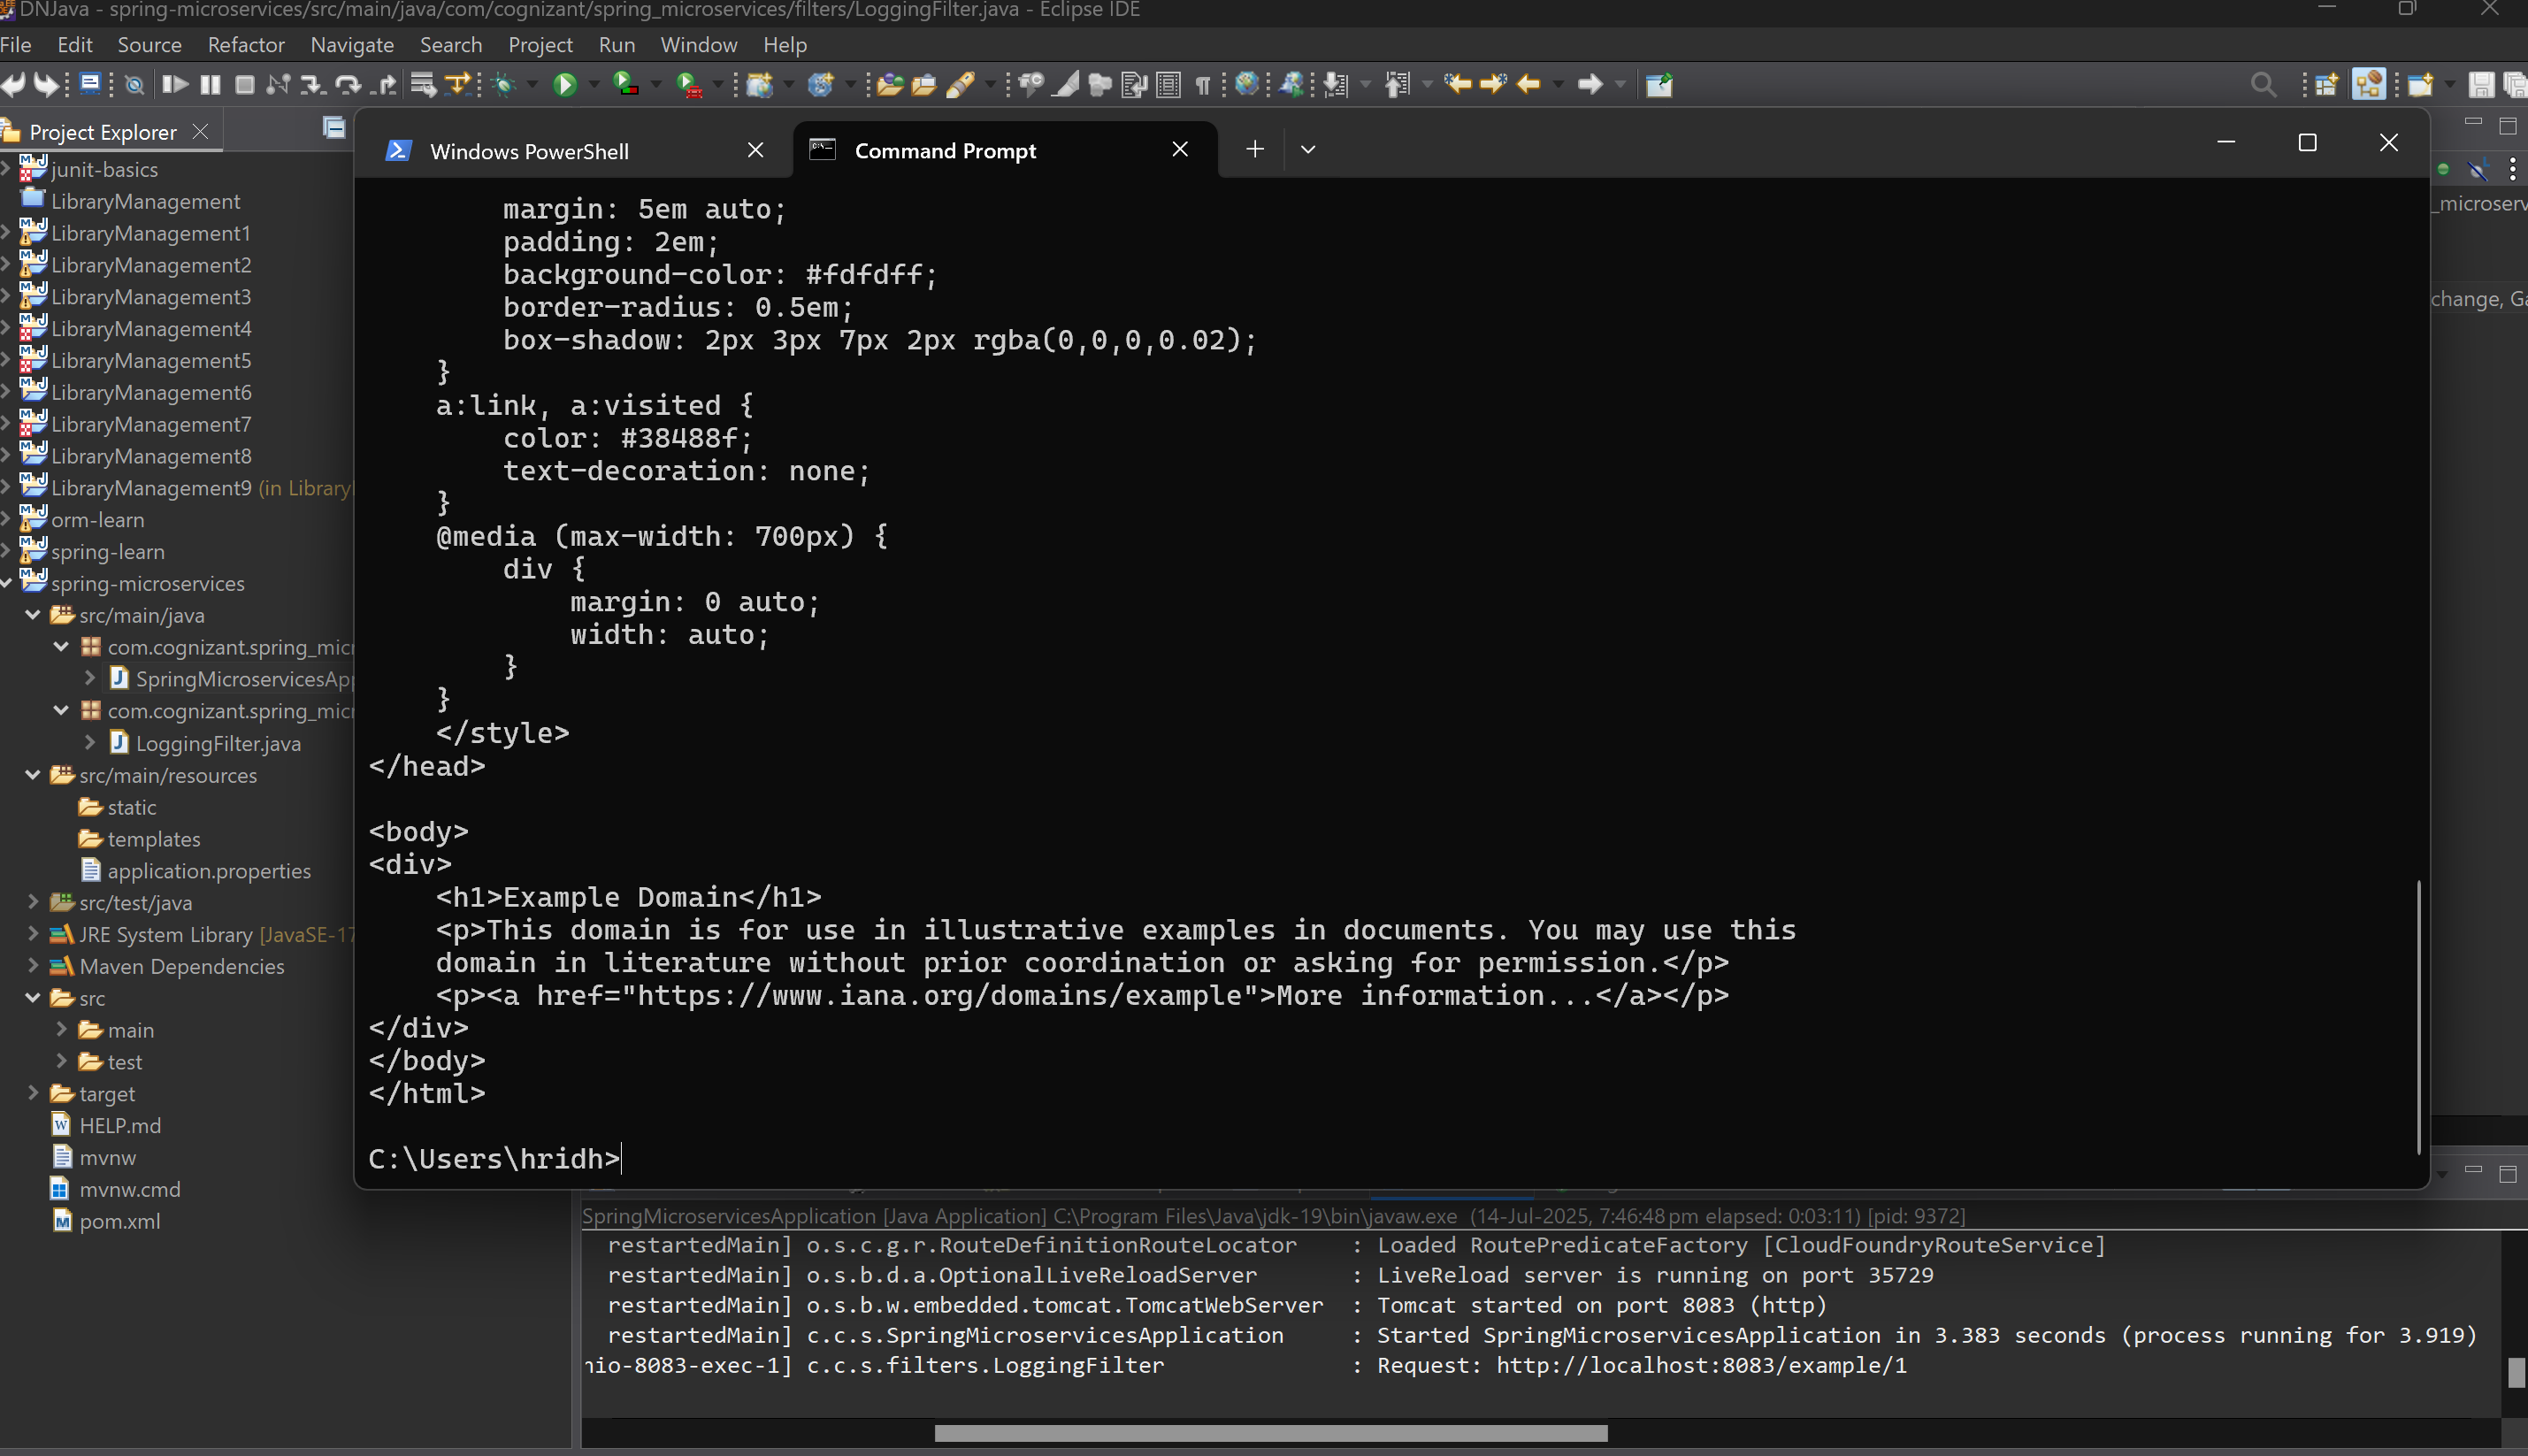 DNJava - spring-microservices/src/main/java/com/cognizant/spring_microservices/filters/LoggingFilter.java - Eclipse IDE
File Edit Source Refactor Navigate Search Project Run Window Help
Project Explorer
junit-basics
LibraryManagement
LibraryManagement1
LibraryManagement2
LibraryManagement3
LibraryManagement4
LibraryManagement5
LibraryManagement6
LibraryManagement7
LibraryManagement8
LibraryManagement9 (in Library
orm-learn
spring-learn
spring-microservices
src/main/java
com.cognizant.spring_micr
SpringMicroservicesApp
com.cognizant.spring_micr
LoggingFilter.java
src/main/resources
static
templates
application.properties
src/test/java
JRE System Library [JavaSE-17
Maven Dependencies
src
main
test
target
HELP.md
mvnw
mvnw.cmd
pom.xml
Windows PowerShell
Command Prompt
margin: 5em auto;
padding: 2em;
background-color: #fdfdff;
border-radius: 0.5em;
box-shadow: 2px 3px 7px 2px rgba(0,0,0,0.02);
}
a:link, a:visited {
color: #38488f;
text-decoration: none;
}
@media (max-width: 700px) {
div {
margin: 0 auto;
width: auto;
}
}
</style>
</head>
<body>
<div>
<h1>Example Domain</h1>
<p>This domain is for use in illustrative examples in documents. You may use this
domain in literature without prior coordination or asking for permission.</p>
<p><a href="https://www.iana.org/domains/example">More information...</a></p>
</div>
</body>
</html>
C:\Users\hridh>
_microserv
change, Ga
SpringMicroservicesApplication [Java Application] C:\Program Files\Java\jdk-19\bin\javaw.exe (14-Jul-2025, 7:46:48 pm elapsed: 0:03:11) [pid: 9372]
restartedMain] o.s.c.g.r.RouteDefinitionRouteLocator : Loaded RoutePredicateFactory [CloudFoundryRouteService]
restartedMain] o.s.b.d.a.OptionalLiveReloadServer : LiveReload server is running on port 35729
restartedMain] o.s.b.w.embedded.tomcat.TomcatWebServer : Tomcat started on port 8083 (http)
restartedMain] c.c.s.SpringMicroservicesApplication : Started SpringMicroservicesApplication in 3.383 seconds (process running for 3.919)
nio-8083-exec-1] c.c.s.filters.LoggingFilter : Request: http://localhost:8083/example/1